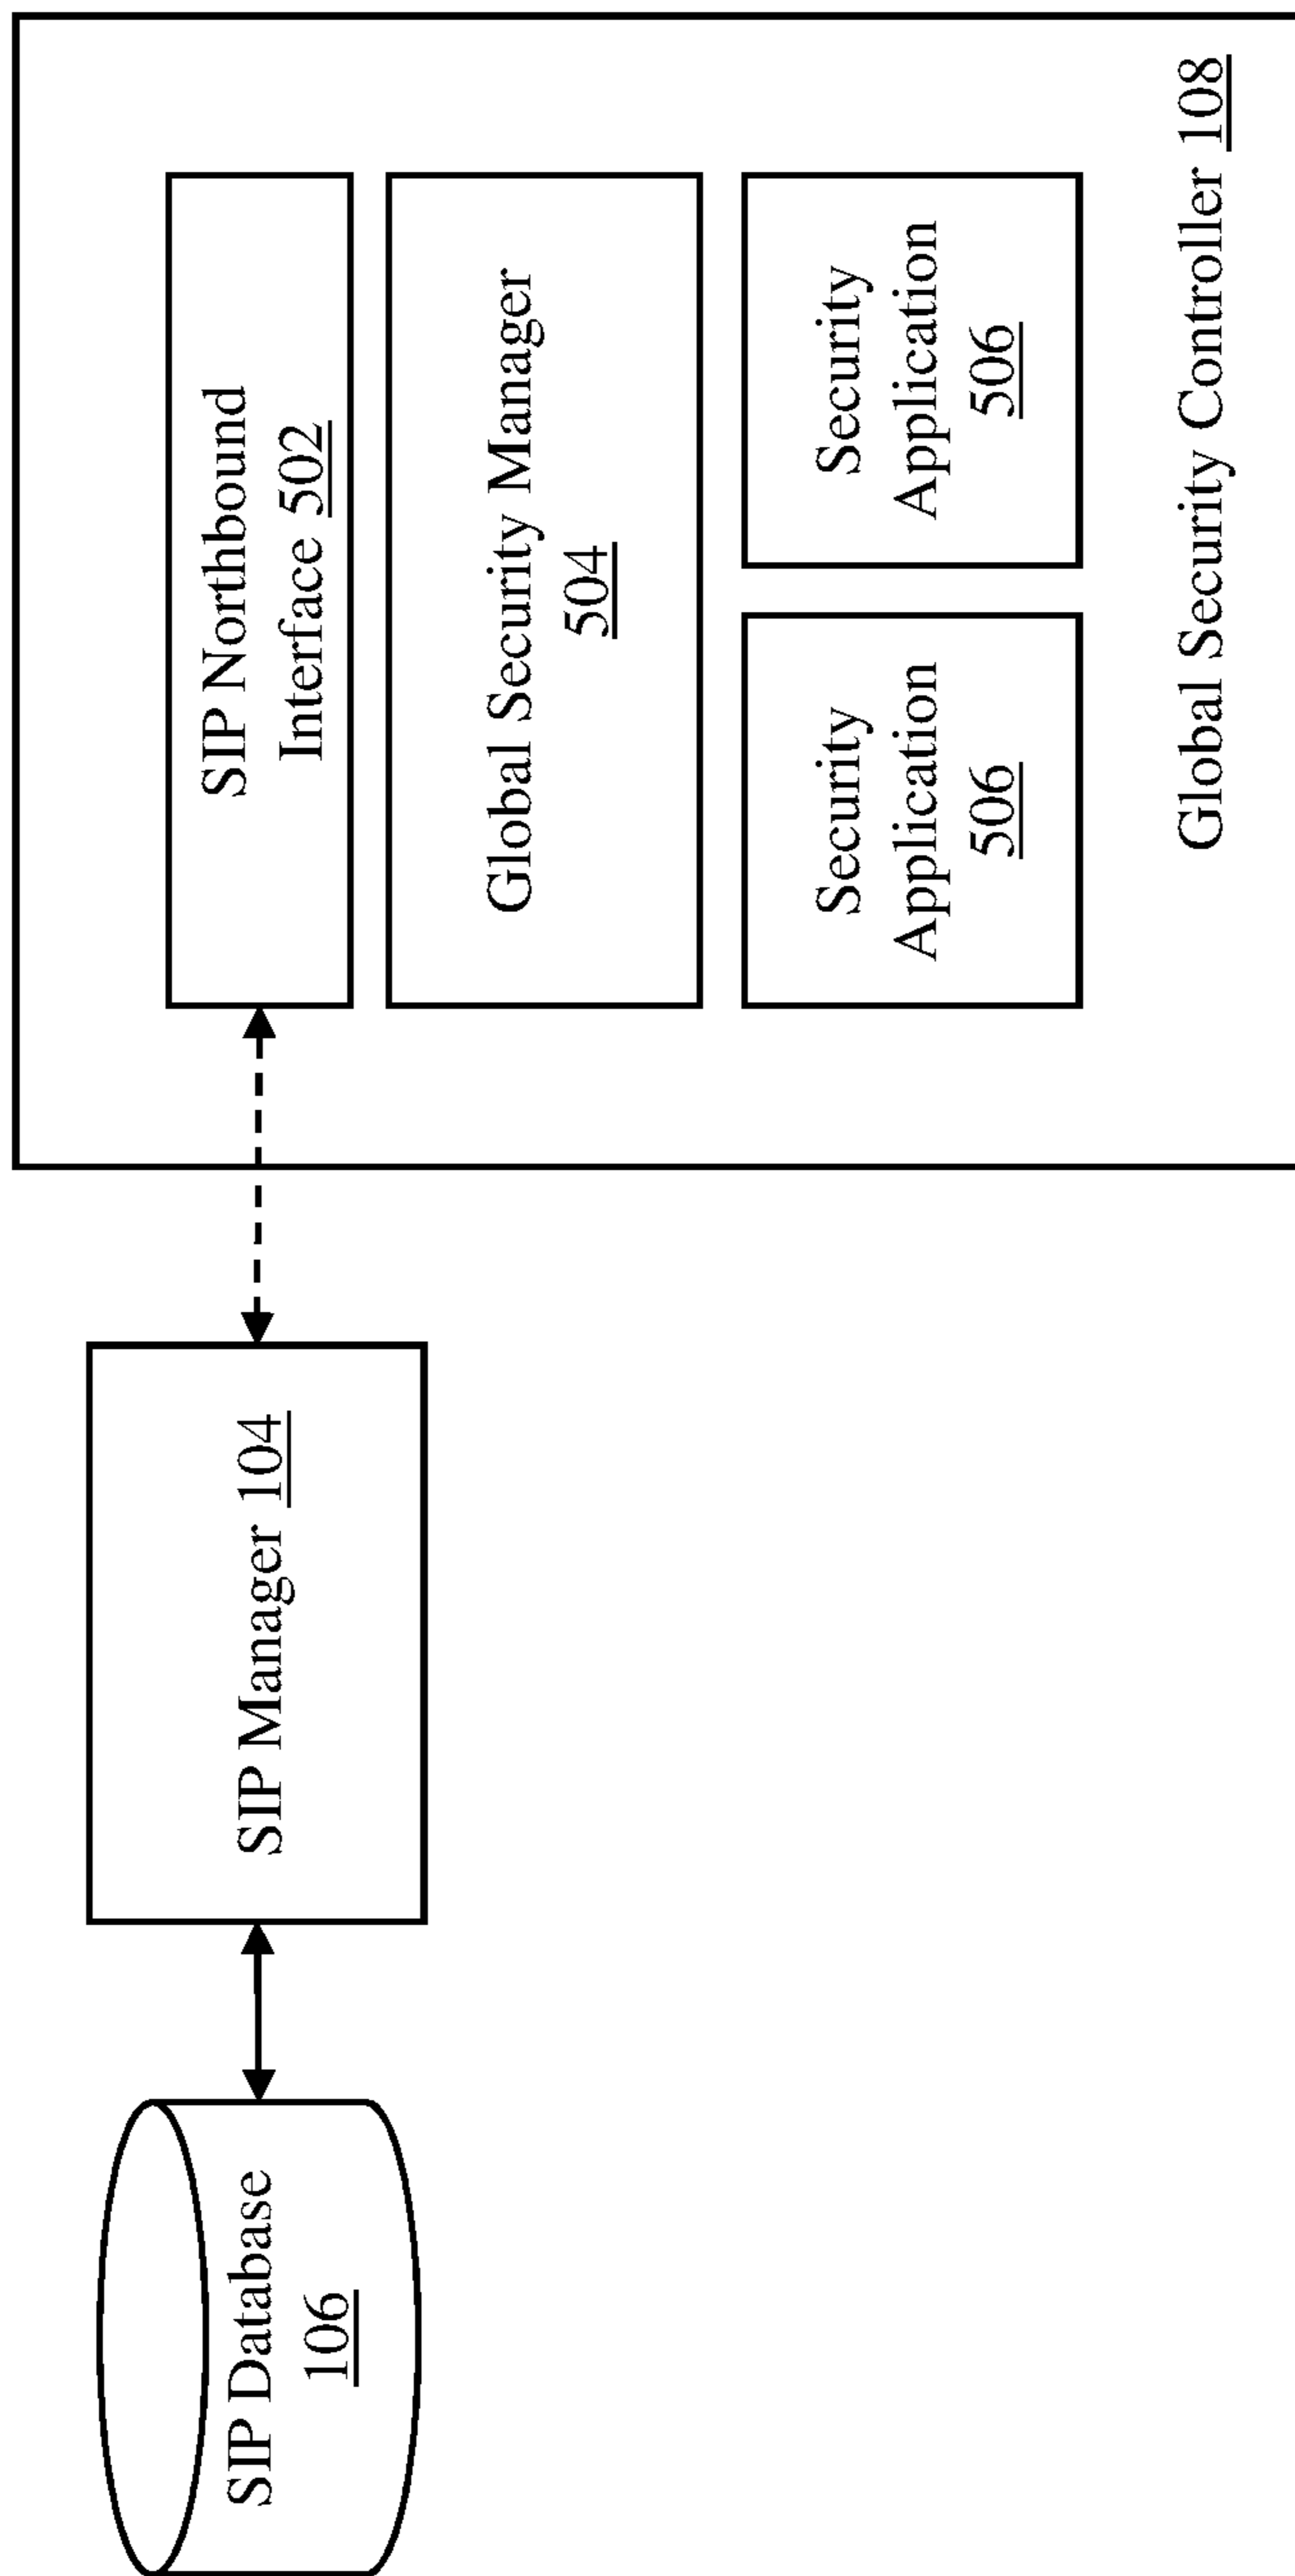 SIP Database
106
SIP Manager 104
SIP Northbound
Interface 502
Global Security Manager
504
Security
Application
506
Security
Application
506
Global Security Controller 108